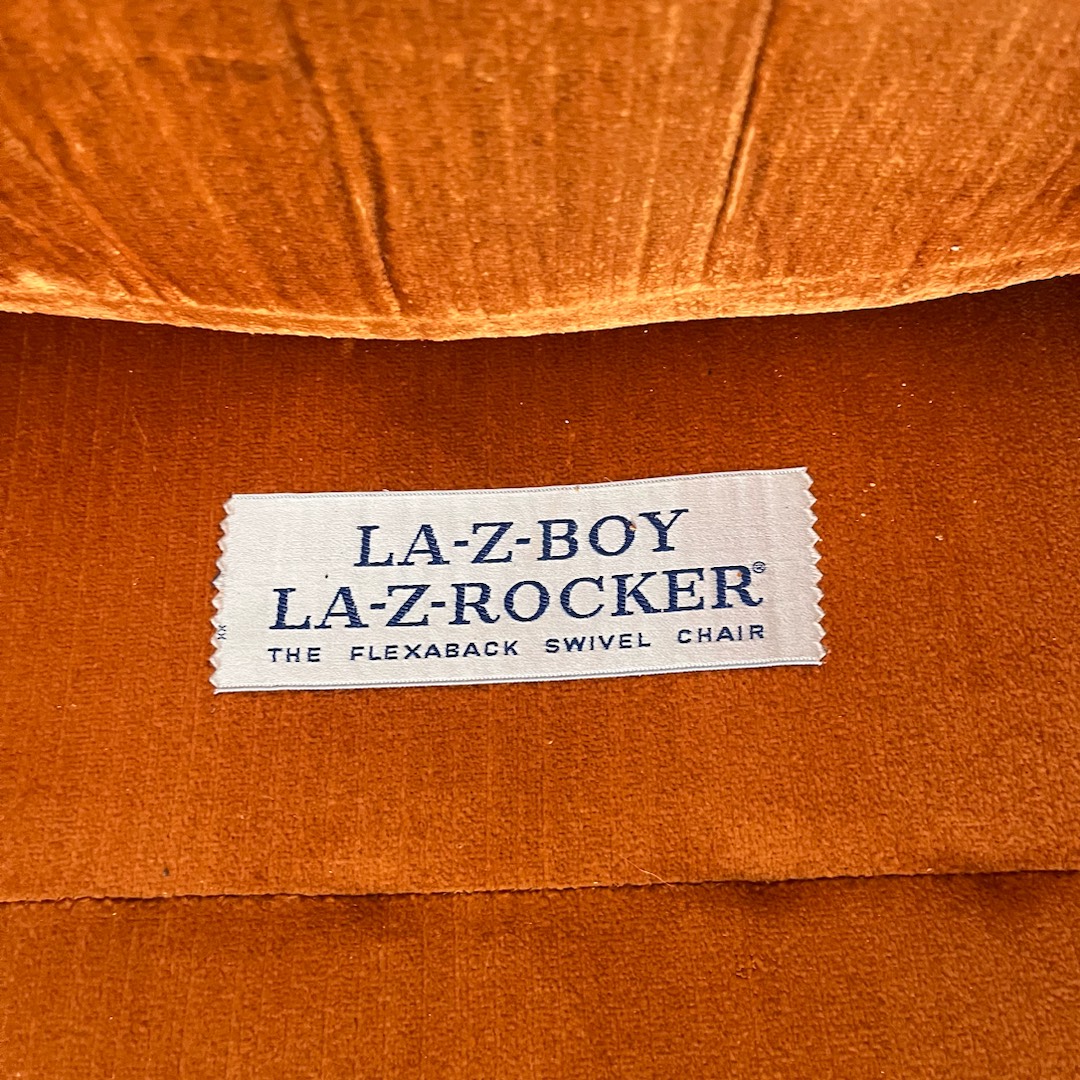 LA-Z-BOY
LA-Z-ROCKER®
THE FLEXABACK SWIVEL CHAIR